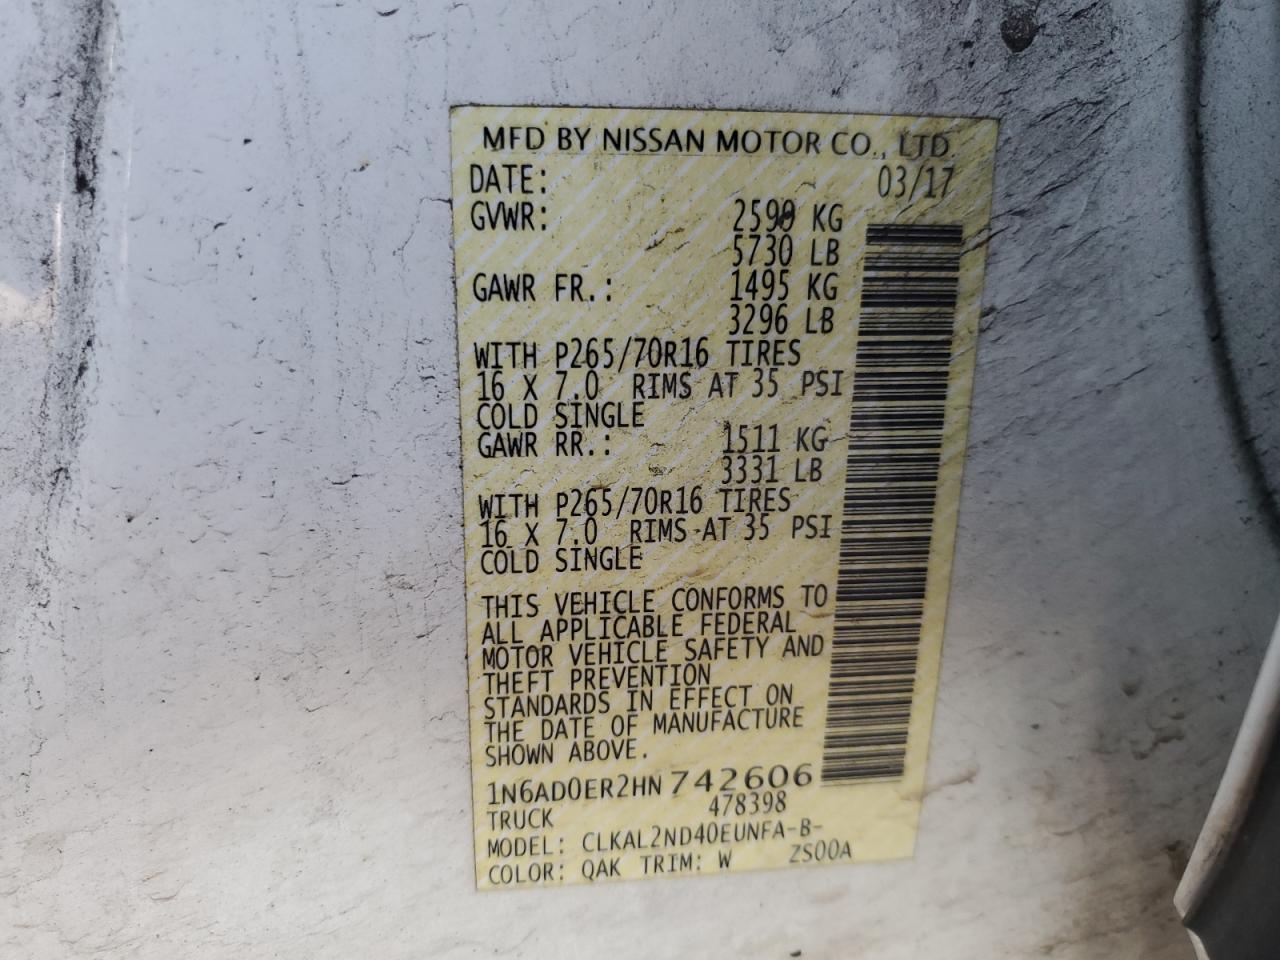 MFD BY NISSAN MOTOR CO., LTD.
DATE: 03/17
GVWR: 2599 KG
5730 LB
GAWR FR.: 1495 KG
3296 LB
WITH P265/70R16 TIRES
16 X 7.0 RIMS AT 35 PSI
COLD SINGLE
GAWR RR.: 1511 KG
3331 LB
WITH P265/70R16 TIRES
16 X 7.0 RIMS AT 35 PSI
COLD SINGLE
THIS VEHICLE CONFORMS TO
ALL APPLICABLE FEDERAL
MOTOR VEHICLE SAFETY AND
THEFT PREVENTION
STANDARDS IN EFFECT ON
THE DATE OF MANUFACTURE
SHOWN ABOVE.
1N6AD0ER2HN742606
TRUCK 478398
MODEL: CLKAL2ND40EUNFA-B-
COLOR: QAK TRIM: W ZS00A